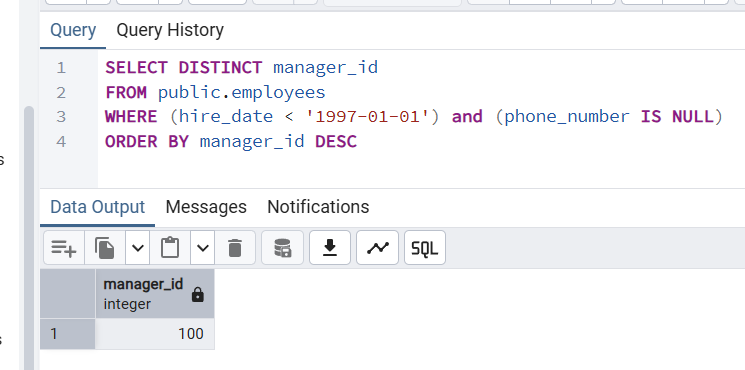 Query Query History
1 SELECT DISTINCT manager_id
2 FROM public.employees
3 WHERE (hire_date < '1997-01-01') and (phone_number IS NULL)
4 ORDER BY manager_id DESC
s
Data Output Messages Notifications
SQL
manager_id
integer
1 100
s